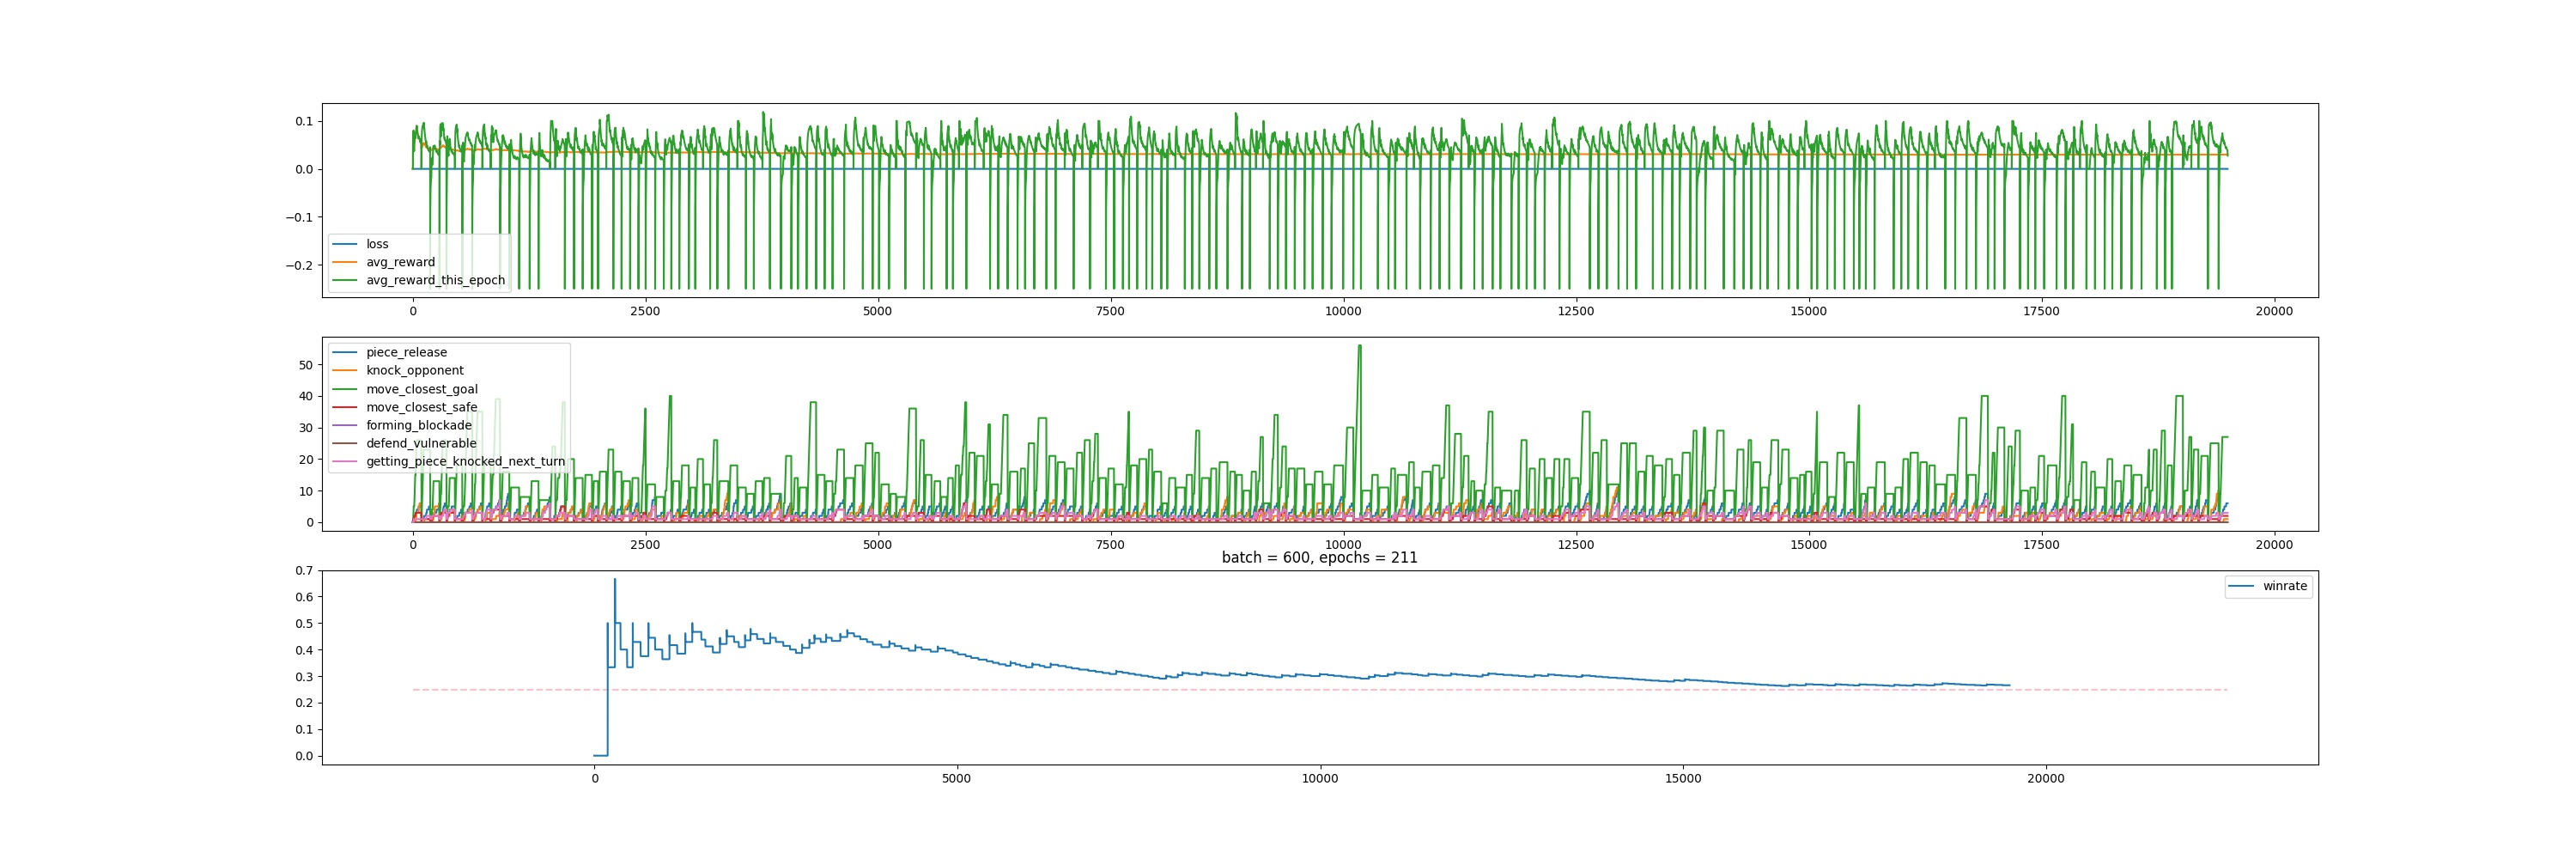 0.1
0.0
−0.1
−0.2
loss
avg_reward
avg_reward_this_epoch
0 2500 5000 7500 10000 12500 15000 17500 20000
50
40
30
20
10
0
piece_release
knock_opponent
move_closest_goal
move_closest_safe
forming_blockade
defend_vulnerable
getting_piece_knocked_next_turn
0 2500 5000 7500 10000 12500 15000 17500 20000
batch = 600, epochs = 211
0.7
0.6
0.5
0.4
0.3
0.2
0.1
0.0
winrate
0 5000 10000 15000 20000